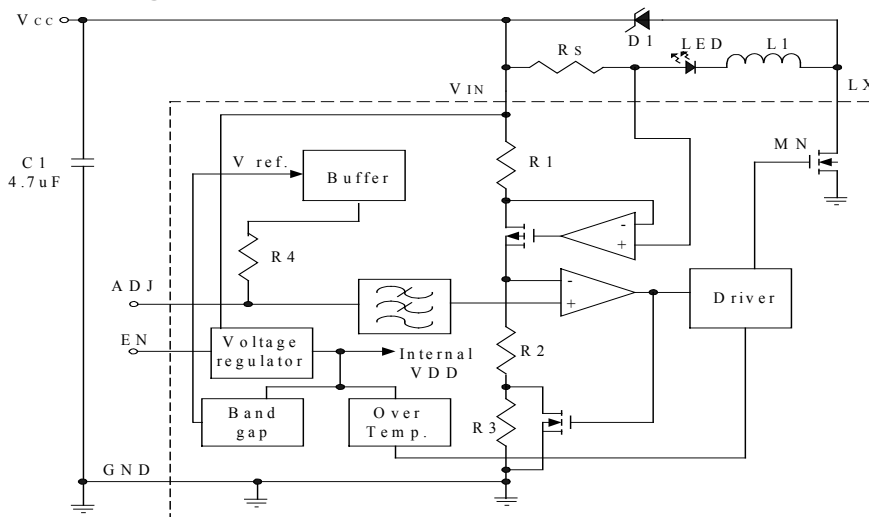 VCC
D1
LED
L1
RS
VIN
LX
MN
C1
4.7uF
R1
V ref.
Buffer
-
+
R4
ADJ
-
+
Driver
EN
Voltage
regulator
Internal
VDD
R2
Band
gap
Over
Temp.
R3
GND